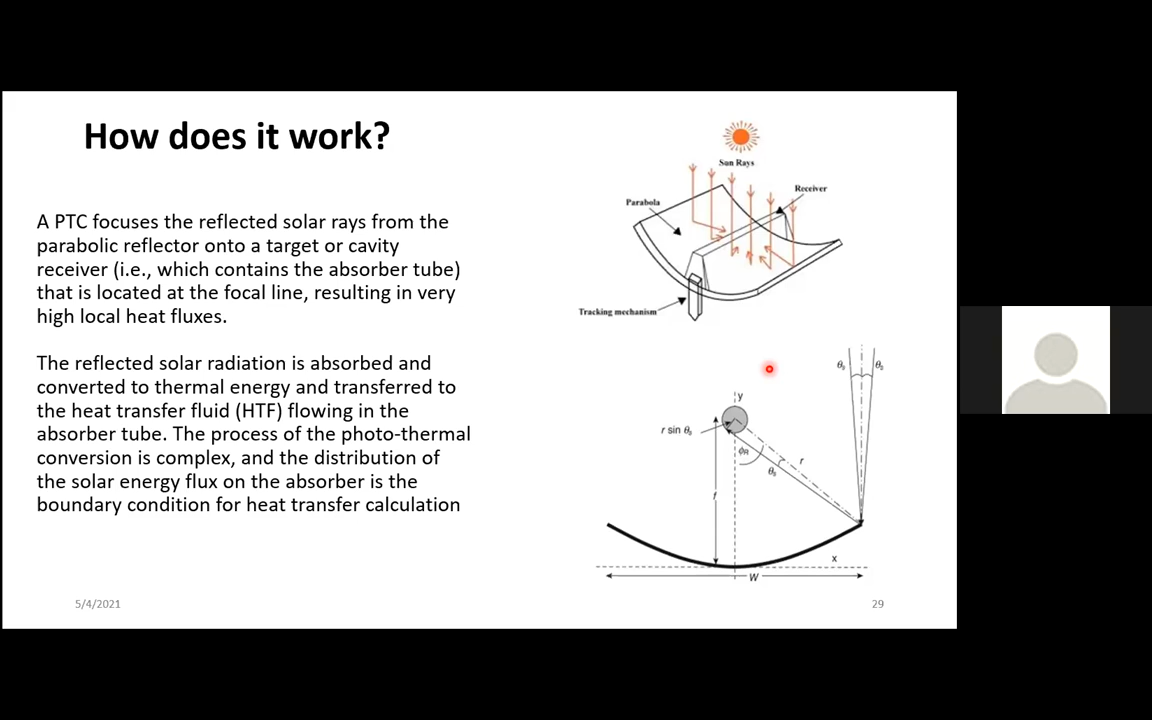 How does it work?
A PTC focuses the reflected solar rays from the
parabolic reflector onto a target or cavity
receiver (i.e., which contains the absorber tube)
that is located at the focal line, resulting in very
high local heat fluxes.
The reflected solar radiation is absorbed and
converted to thermal energy and transferred to
the heat transfer fluid (HTF) flowing in the
absorber tube. The process of the photo-thermal
conversion is complex, and the distribution of
the solar energy flux on the absorber is the
boundary condition for heat transfer calculation
Sun Rays
Receiver
Parabola
Tracking mechanism
θs θs
y
r sin θs
φR
r
θs
f
x
W
5/4/2021
29